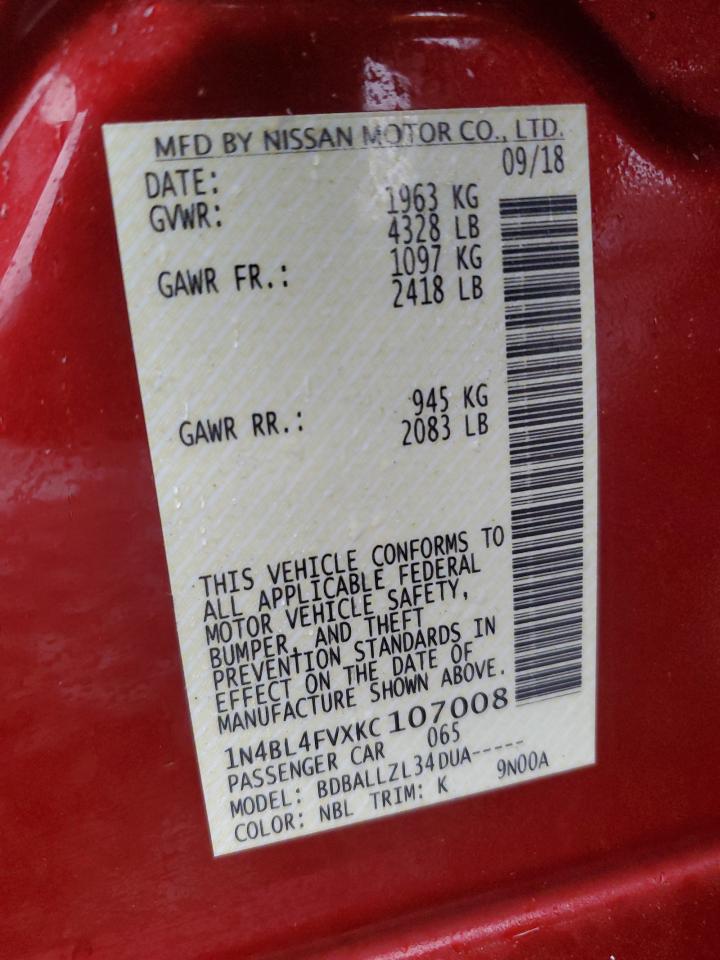 MFD BY NISSAN MOTOR CO., LTD.
DATE: 09/18
GVWR: 1963 KG
4328 LB
GAWR FR.: 1097 KG
2418 LB
GAWR RR.: 945 KG
2083 LB
THIS VEHICLE CONFORMS TO
ALL APPLICABLE FEDERAL
MOTOR VEHICLE SAFETY,
BUMPER, AND THEFT
PREVENTION STANDARDS IN
EFFECT ON THE DATE OF
MANUFACTURE SHOWN ABOVE.
1N4BL4FVXKC107008
PASSENGER CAR 065
MODEL: BDBALLZL34DUA-----
COLOR: NBL TRIM: K 9N00A